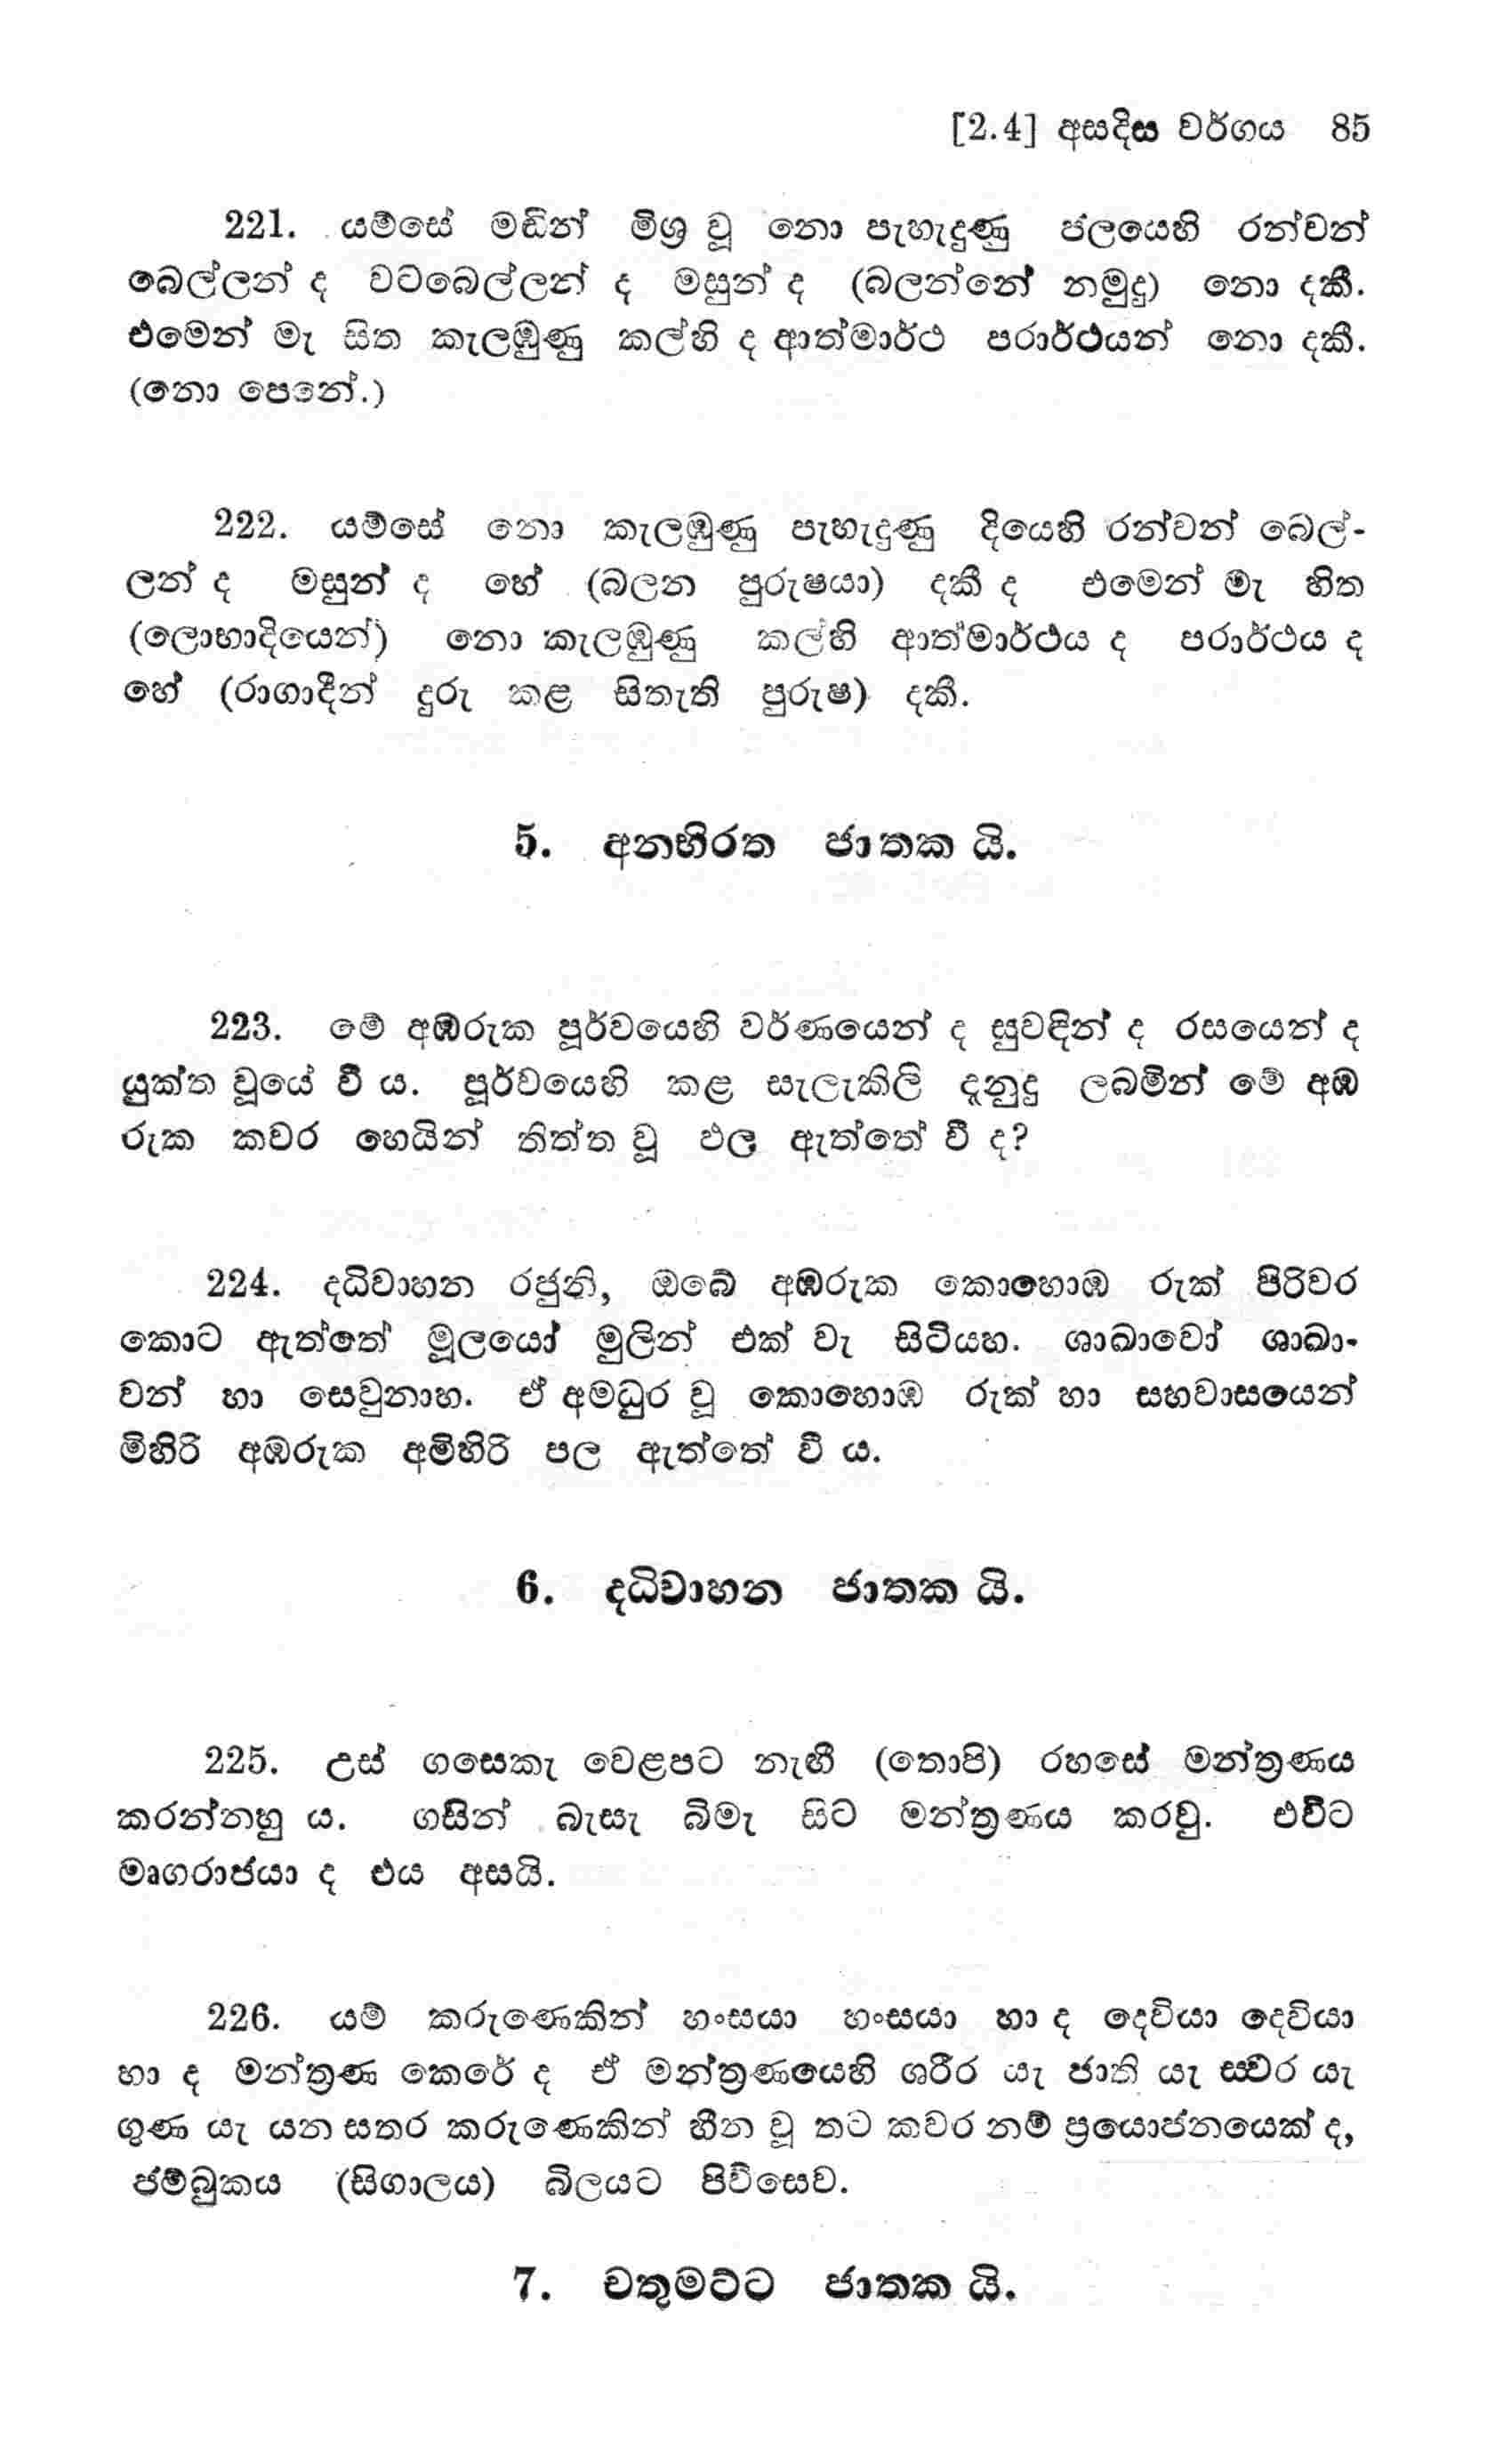 [2.4] අසදිස වර්ගය 85
221. යම්සේ මඩින් මිශ්‍ර වූ නො පැහැදුණු ජලයෙහි රන්වන්
බෙල්ලන් ද වටබෙල්ලන් ද මසුන් ද (බලන්නේ නමුදු) නො දකී.
එමෙන් මැ සිත කැලඹුණු කල්හි ද ආත්මාර්ථ පරාර්ථයන් නො දකී.
(නො පෙනේ.)
222. යම්සේ නො කැලඹුණු පැහැදුණු දියෙහි රන්වන් බෙල්-
ලන් ද මසුන් ද හේ (බලන පුරුෂයා) දකී ද එමෙන් මැ හිත
(ලොභාදියෙන්) නො කැලඹුණු කල්හි ආත්මාර්ථය ද පරාර්ථය ද
හේ (රාගාදීන් දුරු කළ සිතැති පුරුෂ) දකී.
5. අනභිරත ජාතක යි.
223. මේ අඹරුක පූර්වයෙහි වර්ණයෙන් ද සුවඳින් ද රසයෙන් ද
යුක්ත වූයේ වී ය. පූර්වයෙහි කළ සැලැකිලි දැනුදු ලබමින් මේ අඹ
රුක කවර හෙයින් තිත්ත වූ ඵල ඇත්තේ වී ද?
224. දධිවාහන රජුනි, ඔබේ අඹරුක කොහොඹ රුක් පිරිවර
කොට ඇත්තේ මූලයෝ මුලින් එක් වැ සිටියහ. ශාඛාවෝ ශාඛා-
වන් හා සෙවුනාහ. ඒ අමධුර වූ කොහොඹ රුක් හා සහවාසයෙන්
මිහිරි අඹරුක අමිහිරි පල ඇත්තේ වී ය.
6. දධිවාහන ජාතක යි.
225. උස් ගසෙකැ වෙළපට නැඟී (තොපි) රහසේ මන්ත්‍රණය
කරන්නහු ය. ගසින් බැසැ බිමැ සිට මන්ත්‍රණය කරවු. එවිට
මෘගරාජයා ද එය අසයි.
226. යම් කරුණෙකින් හංසයා හංසයා හා ද දෙවියා දෙවියා
හා ද මන්ත්‍රණ කෙරේ ද ඒ මන්ත්‍රණයෙහි ශරීර යැ ජාති යැ ස්වර යැ
ගුණ යැ යන සතර කරුණෙකින් හීන වූ තට කවර නම් ප්‍රයොජනයෙක් ද,
ජම්බුකය (සිගාලය) බිලයට පිවිසෙව.
7. චතුමට්ට ජාතක යි.